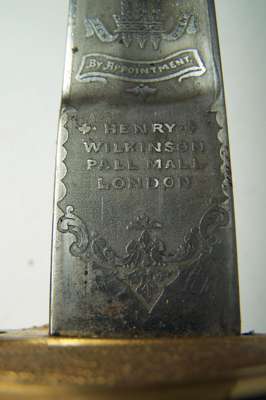 BY APPOINTMENT.
HENRY
WILKINSON
PALL MALL
LONDON